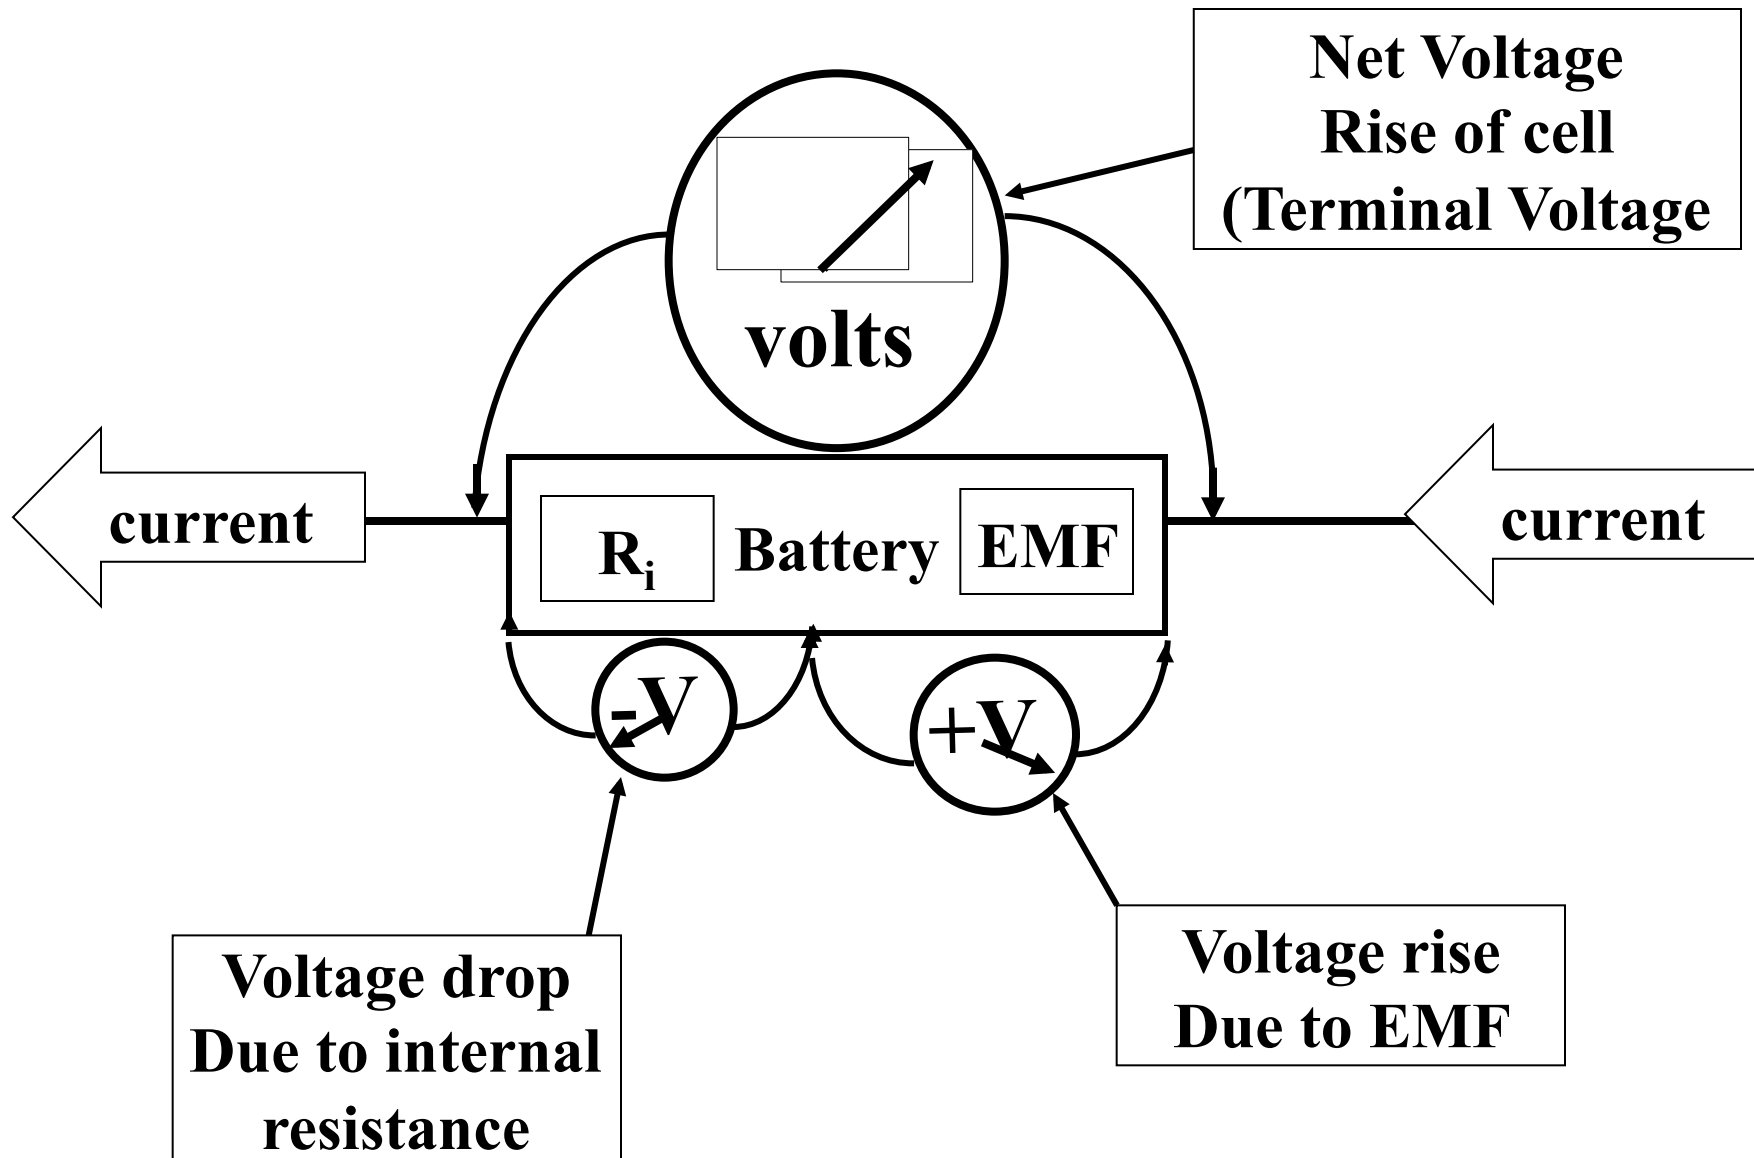 Net Voltage
Rise of cell
(Terminal Voltage
volts
current
Ri
Battery
EMF
current
-V
+V
Voltage drop
Due to internal
resistance
Voltage rise
Due to EMF